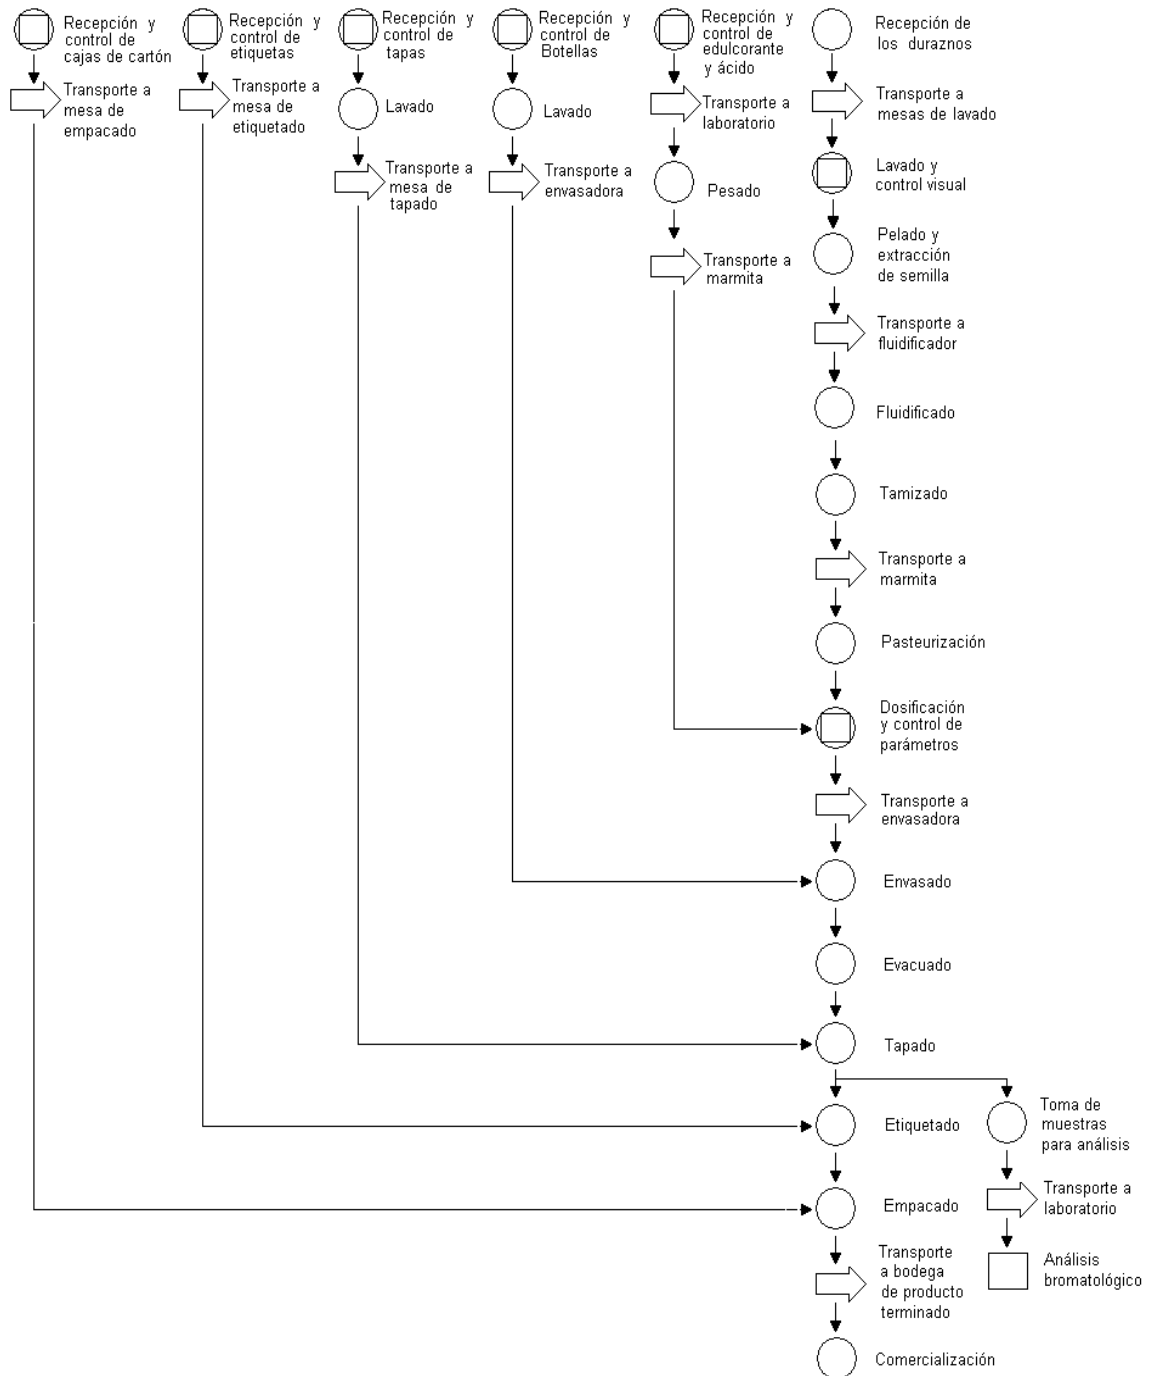 Recepción y
control de
cajas de cartón
Transporte a
mesa de
empacado
Recepción y
control de
etiquetas
Transporte a
mesa de
etiquetado
Recepción y
control de
tapas
Lavado
Transporte a
mesa de
tapado
Recepción y
control de
Botellas
Lavado
Transporte a
envasadora
Recepción y
control de
edulcorante
y ácido
Transporte a
laboratorio
Pesado
Transporte a
marmita
Recepción de
los duraznos
Transporte a
mesas de lavado
Lavado y
control visual
Pelado y
extracción
de semilla
Transporte a
fluidificador
Fluidificado
Tamizado
Transporte a
marmita
Pasteurización
Dosificación
y control de
parámetros
Transporte a
envasadora
Envasado
Evacuado
Tapado
Etiquetado
Empacado
Transporte
a bodega
de producto
terminado
Comercialización
Toma de
muestras
para análisis
Transporte a
laboratorio
Análisis
bromatológico